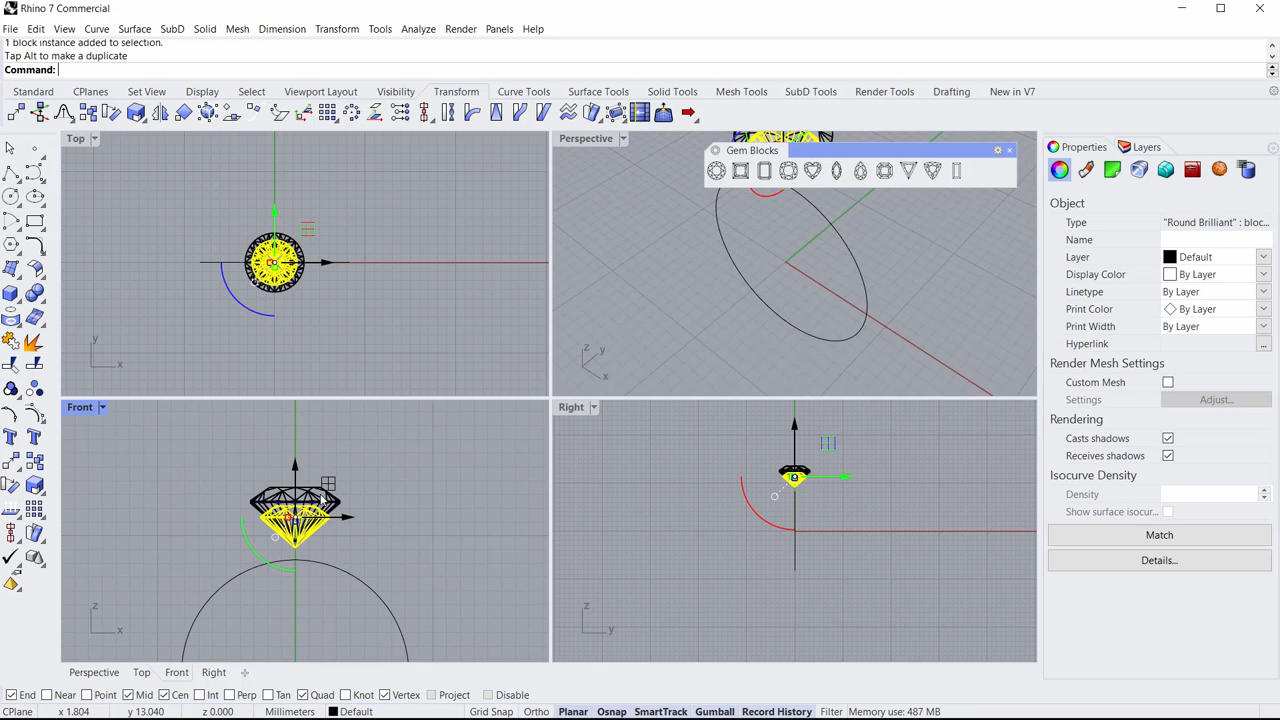 Rhino 7 Commercial
File Edit View Curve Surface SubD Solid Mesh Dimension Transform Tools Analyze Render Panels Help
1 block instance added to selection.
Tap Alt to make a duplicate
Command:
Standard CPlanes Set View Display Select Viewport Layout Visibility Transform Curve Tools Surface Tools Solid Tools Mesh Tools SubD Tools Render Tools Drafting New in V7
Top
Perspective
Gem Blocks
Properties Layers
Object
Type "Round Brilliant" : bloc...
Name
Layer Default
Display Color By Layer
Linetype By Layer
Print Color By Layer
Print Width By Layer
Hyperlink ...
Render Mesh Settings
Custom Mesh
Settings Adjust...
Rendering
Casts shadows
Receives shadows
Isocurve Density
Density
Show surface isocur...
Match
Details...
y
x
z
y
x
Front
Right
z
x
z
y
Perspective Top Front Right
End Near Point Mid Cen Int Perp Tan Quad Knot Vertex Project Disable
CPlane x 1.804 y 13.040 z 0.000 Millimeters Default Grid Snap Ortho Planar Osnap SmartTrack Gumball Record History Filter Memory use: 487 MB